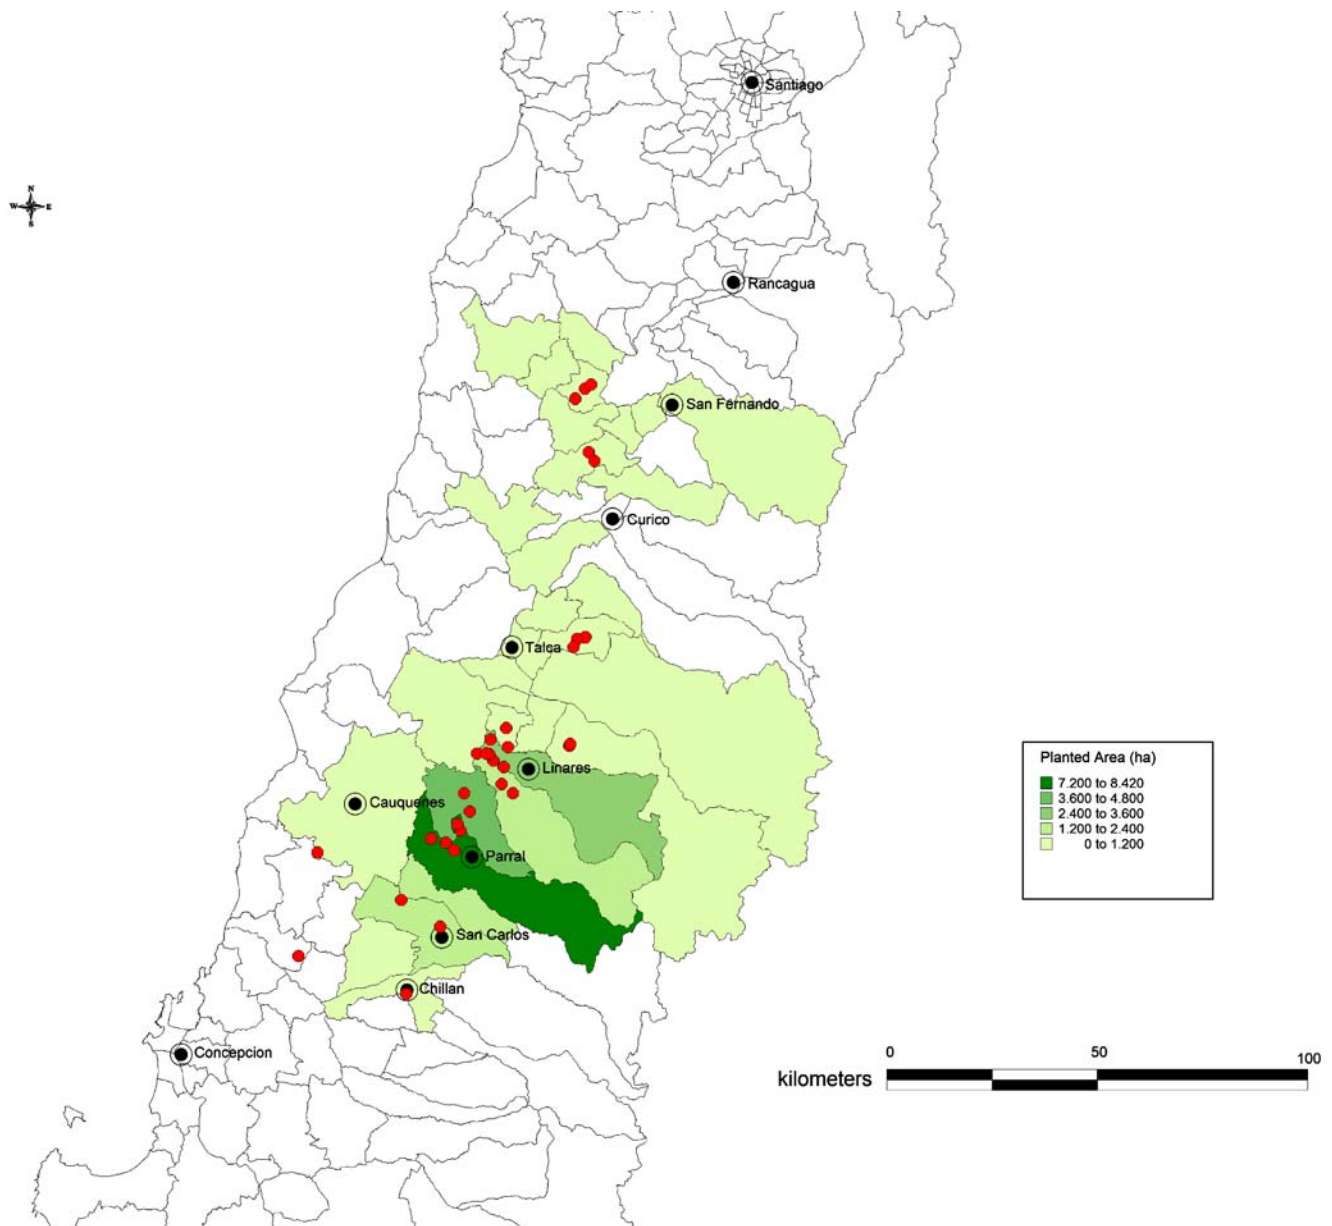 Santiago
N
W E
S
Rancagua
San Fernando
Curico
Talca
Linares
Cauquenes
Parral
San Carlos
Chillan
Concepcion
Planted Area (ha)
7.200 to 8.420
3.600 to 4.800
2.400 to 3.600
1.200 to 2.400
0 to 1.200
0 50 100
kilometers